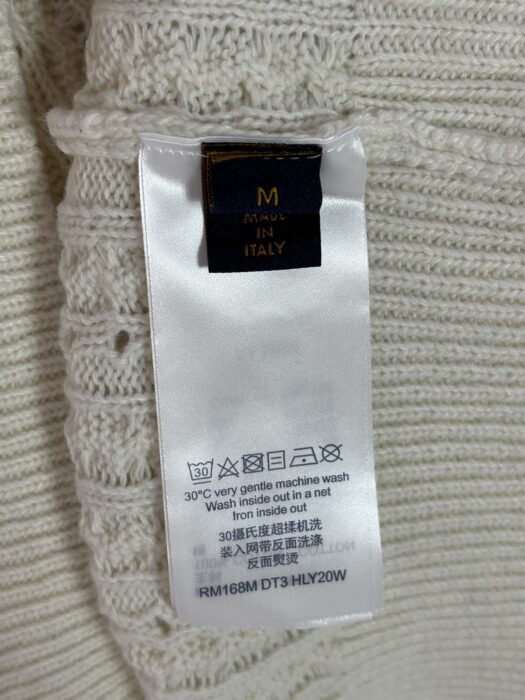 M
MADE
IN
ITALY
30
30°C very gentle machine wash
Wash inside out in a net
Iron inside out
30摄氏度超揉机洗
装入网带反面洗涤
反面熨烫
RM168M DT3 HLY20W